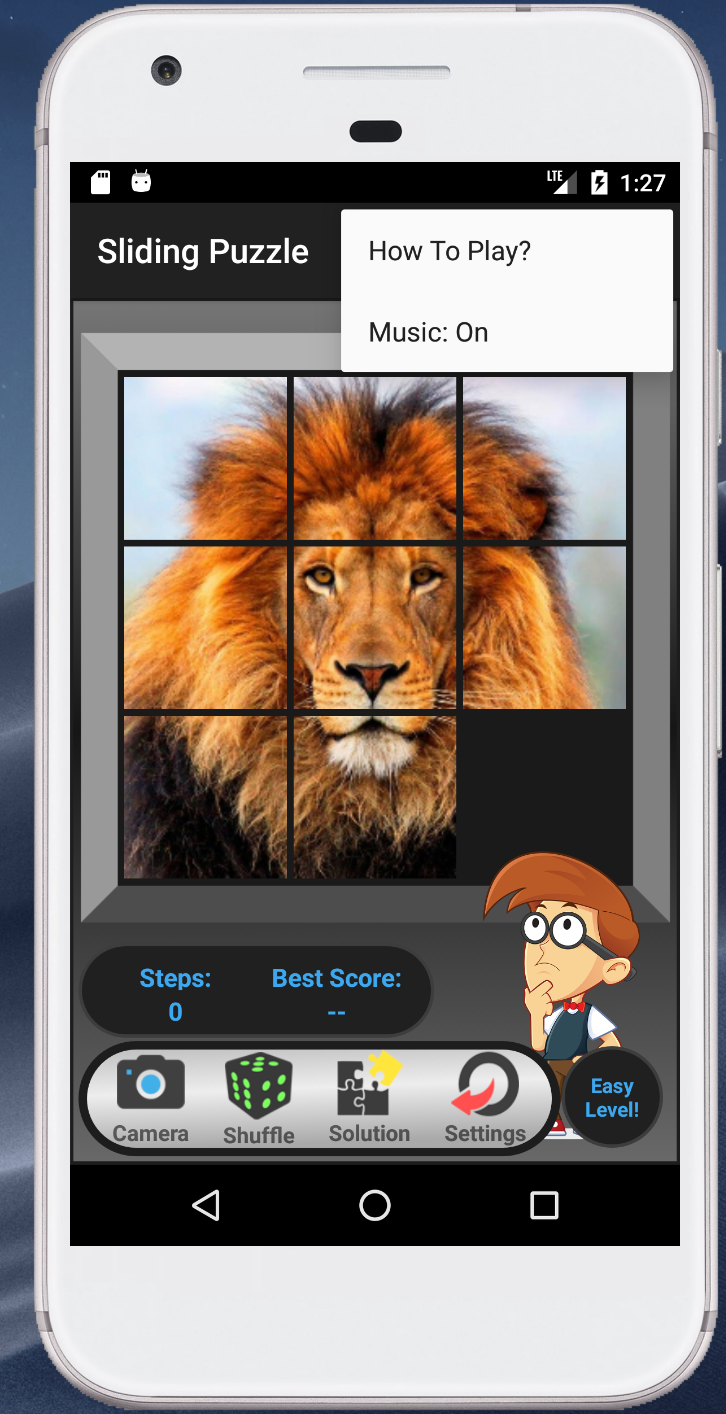 LTE 1:27
Sliding Puzzle
How To Play?
Music: On
Steps: Best Score:
0 --
Easy
Level!
Camera Shuffle Solution Settings